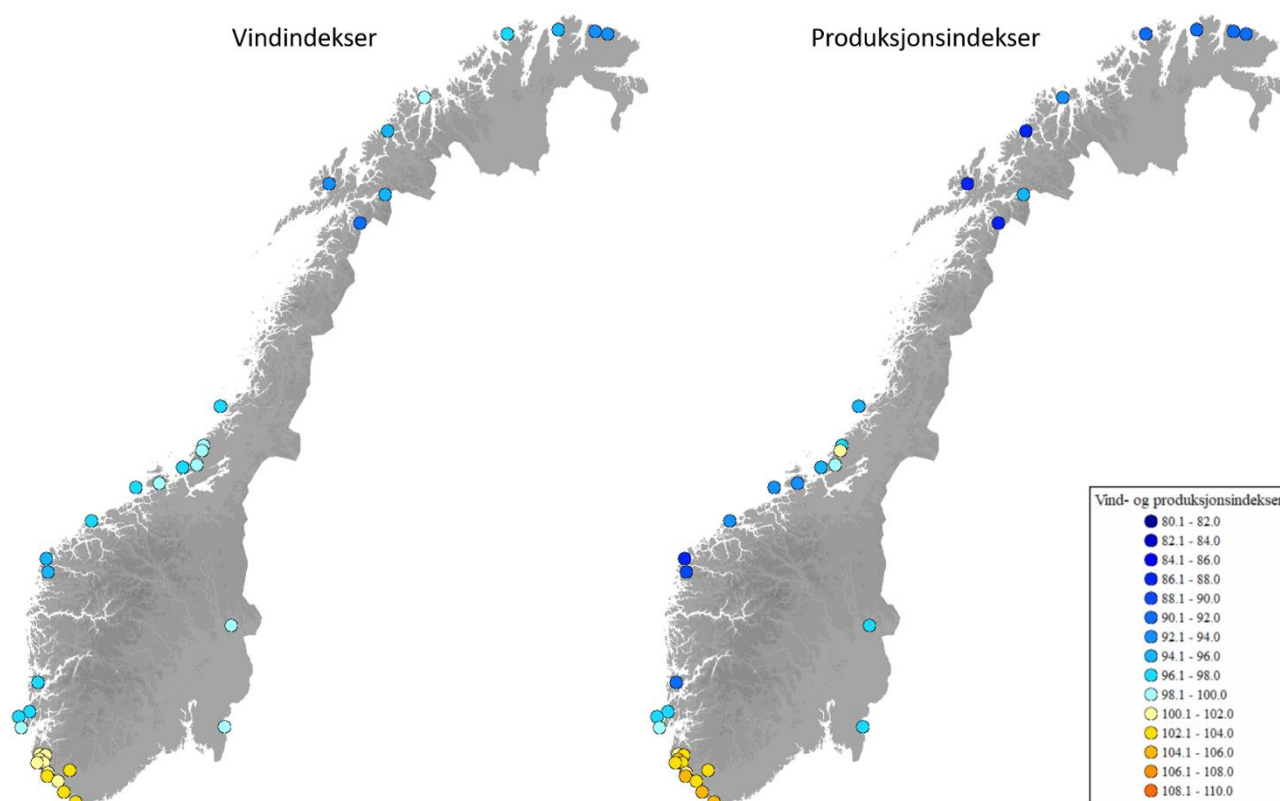 Vindindekser
Produksjonsindekser
Vind- og produksjonsindekser
80.1 - 82.0
82.1 - 84.0
84.1 - 86.0
86.1 - 88.0
88.1 - 90.0
90.1 - 92.0
92.1 - 94.0
94.1 - 96.0
96.1 - 98.0
98.1 - 100.0
100.1 - 102.0
102.1 - 104.0
104.1 - 106.0
106.1 - 108.0
108.1 - 110.0